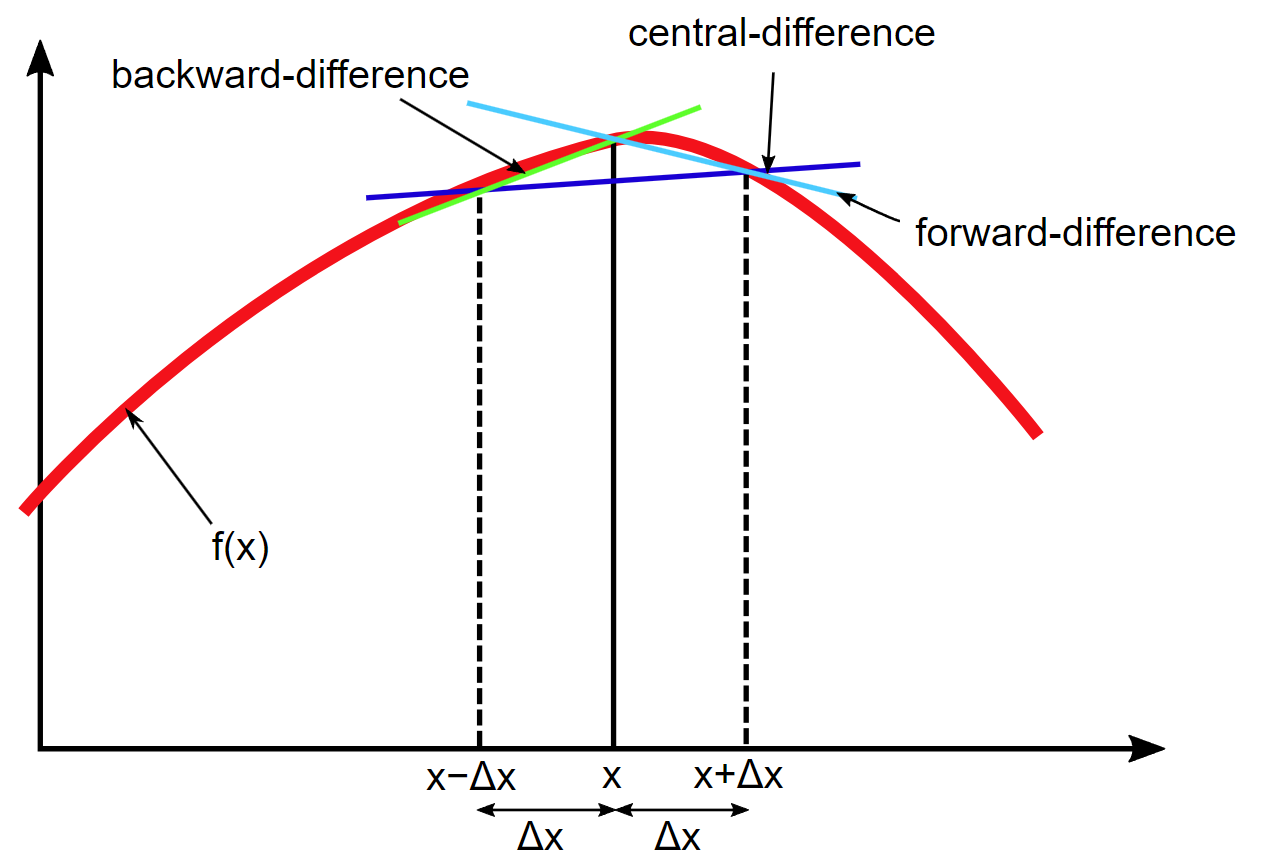 central-difference
backward-difference
forward-difference
f(x)
x−Δx
x
x+Δx
Δx
Δx